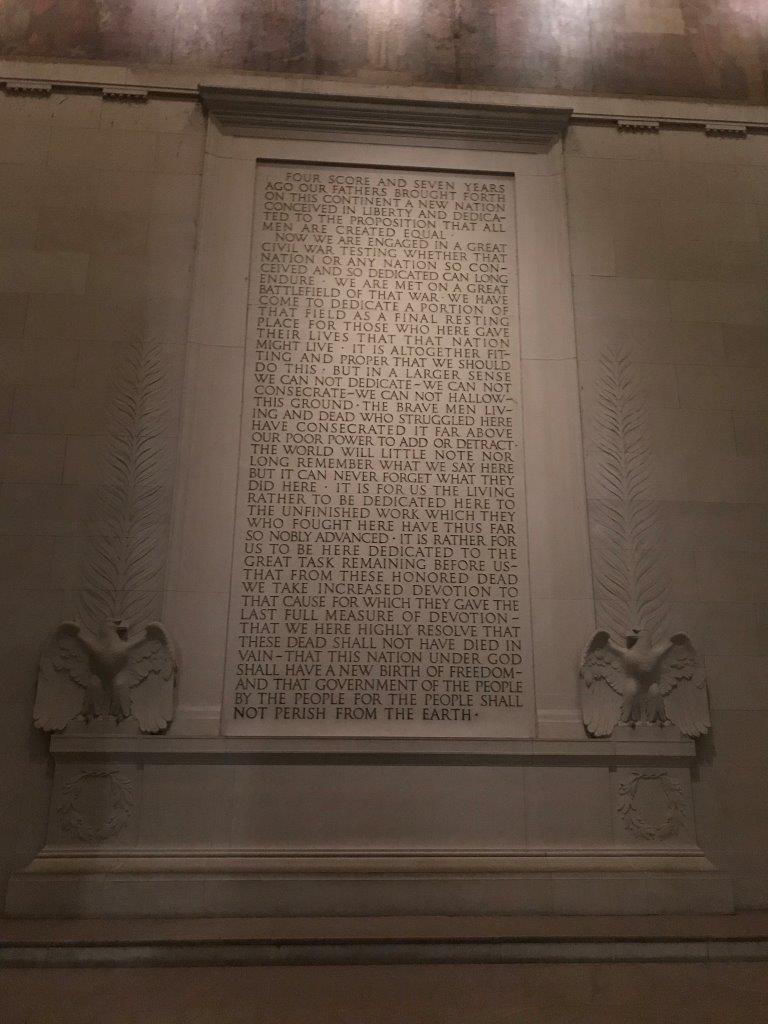 FOUR SCORE AND SEVEN YEARS
AGO OUR FATHERS BROUGHT FORTH
ON THIS CONTINENT A NEW NATION
CONCEIVED IN LIBERTY AND DEDICA-
TED TO THE PROPOSITION THAT ALL
MEN ARE CREATED EQUAL ·
NOW WE ARE ENGAGED IN A GREAT
CIVIL WAR TESTING WHETHER THAT
NATION OR ANY NATION SO CON-
CEIVED AND SO DEDICATED CAN LONG
ENDURE · WE ARE MET ON A GREAT
BATTLEFIELD OF THAT WAR · WE HAVE
COME TO DEDICATE A PORTION OF
THAT FIELD AS A FINAL RESTING
PLACE FOR THOSE WHO HERE GAVE
THEIR LIVES THAT THAT NATION
MIGHT LIVE · IT IS ALTOGETHER FIT-
TING AND PROPER THAT WE SHOULD
DO THIS · BUT IN A LARGER SENSE
WE CAN NOT DEDICATE–WE CAN NOT
CONSECRATE–WE CAN NOT HALLOW–
THIS GROUND · THE BRAVE MEN LIV-
ING AND DEAD WHO STRUGGLED HERE
HAVE CONSECRATED IT FAR ABOVE
OUR POOR POWER TO ADD OR DETRACT·
THE WORLD WILL LITTLE NOTE NOR
LONG REMEMBER WHAT WE SAY HERE
BUT IT CAN NEVER FORGET WHAT THEY
DID HERE · IT IS FOR US THE LIVING
RATHER TO BE DEDICATED HERE TO
THE UNFINISHED WORK WHICH THEY
WHO FOUGHT HERE HAVE THUS FAR
SO NOBLY ADVANCED · IT IS RATHER FOR
US TO BE HERE DEDICATED TO THE
GREAT TASK REMAINING BEFORE US–
THAT FROM THESE HONORED DEAD
WE TAKE INCREASED DEVOTION TO
THAT CAUSE FOR WHICH THEY GAVE THE
LAST FULL MEASURE OF DEVOTION–
THAT WE HERE HIGHLY RESOLVE THAT
THESE DEAD SHALL NOT HAVE DIED IN
VAIN–THAT THIS NATION UNDER GOD
SHALL HAVE A NEW BIRTH OF FREEDOM–
AND THAT GOVERNMENT OF THE PEOPLE
BY THE PEOPLE FOR THE PEOPLE SHALL
NOT PERISH FROM THE EARTH ·